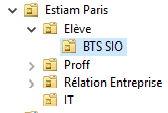 Estiam Paris
Elève
BTS SIO
Proff
Rélation Entreprise
IT